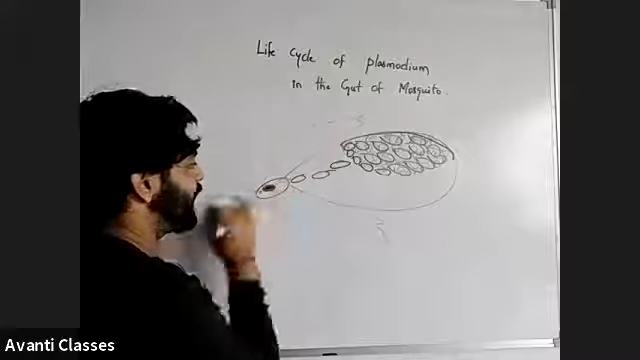 Life Cycle of plasmodium
in the Gut of Mosquito.
Avanti Classes